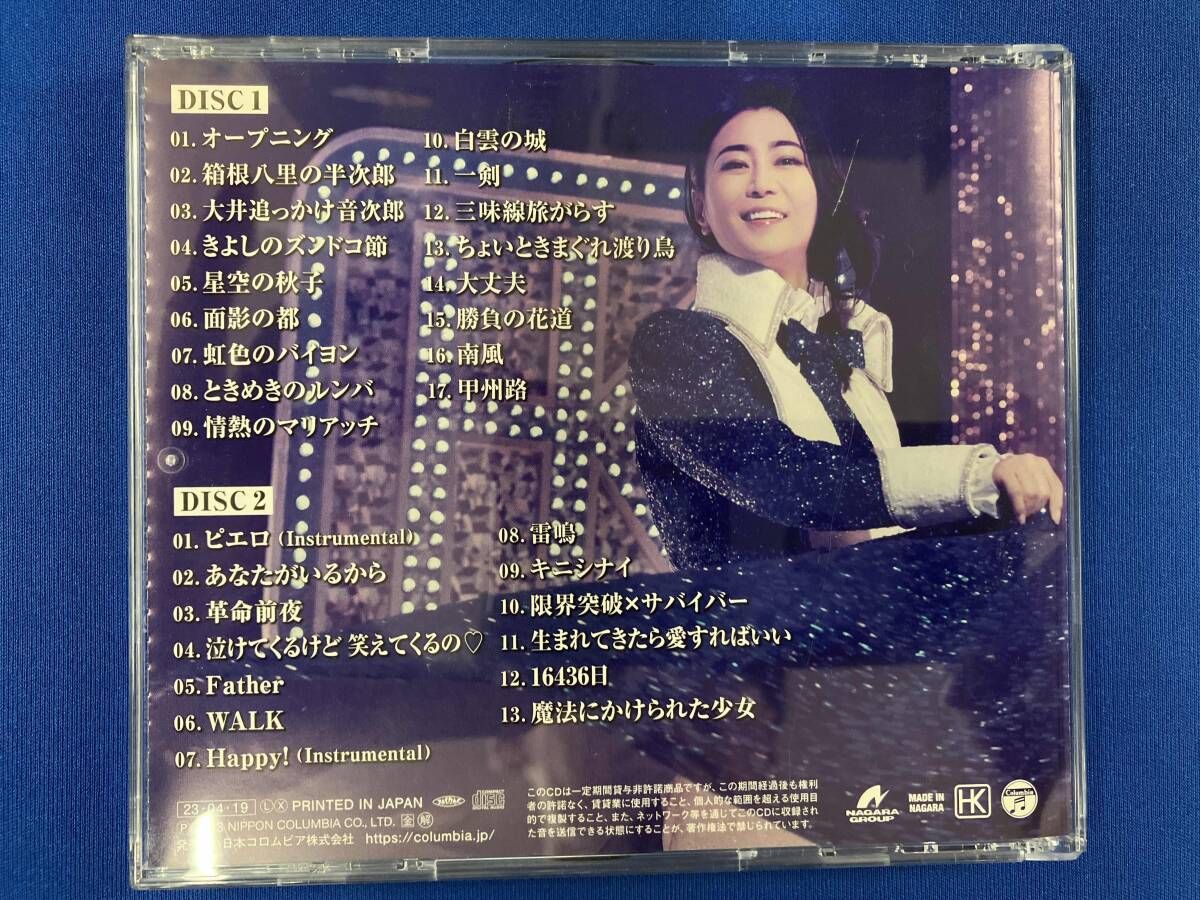 DISC 1
01. オープニング
02. 箱根八里の半次郎
03. 大井追っかけ音次郎
04. きよしのズンドコ節
05. 星空の秋子
06. 面影の都
07. 虹色のバイヨン
08. ときめきのルンバ
09. 情熱のマリアッチ
10. 白雲の城
11. 一剣
12. 三味線旅がらす
13. ちょいときまぐれ渡り鳥
14. 大丈夫
15. 勝負の花道
16. 南風
17. 甲州路
DISC 2
01. ピエロ (Instrumental)
02. あなたがいるから
03. 革命前夜
04. 泣けてくるけど 笑えてくるの♡
05. Father
06. WALK
07. Happy! (Instrumental)
08. 雷鳴
09. キニシナイ
10. 限界突破×サバイバー
11. 生まれてきたら愛すればいい
12. 16436日
13. 魔法にかけられた少女
23・04・19 Ⓛ Ⓧ PRINTED IN JAPAN
NIPPON COLUMBIA CO., LTD.
日本コロムビア株式会社 https://columbia.jp/
COMPACT disc
このCDは一定期間貸与非許諾商品ですが、この期間経過後も権利
者の許諾なく、賃貸業に使用すること、個人的な範囲を超える使用目
的で複製すること、また、ネットワーク等を通じてこのCDに収録され
た音を送信できる状態にすることが、著作権法で禁じられています。
NAGARA
GROUP
MADE IN
NAGARA
HK
Columbia